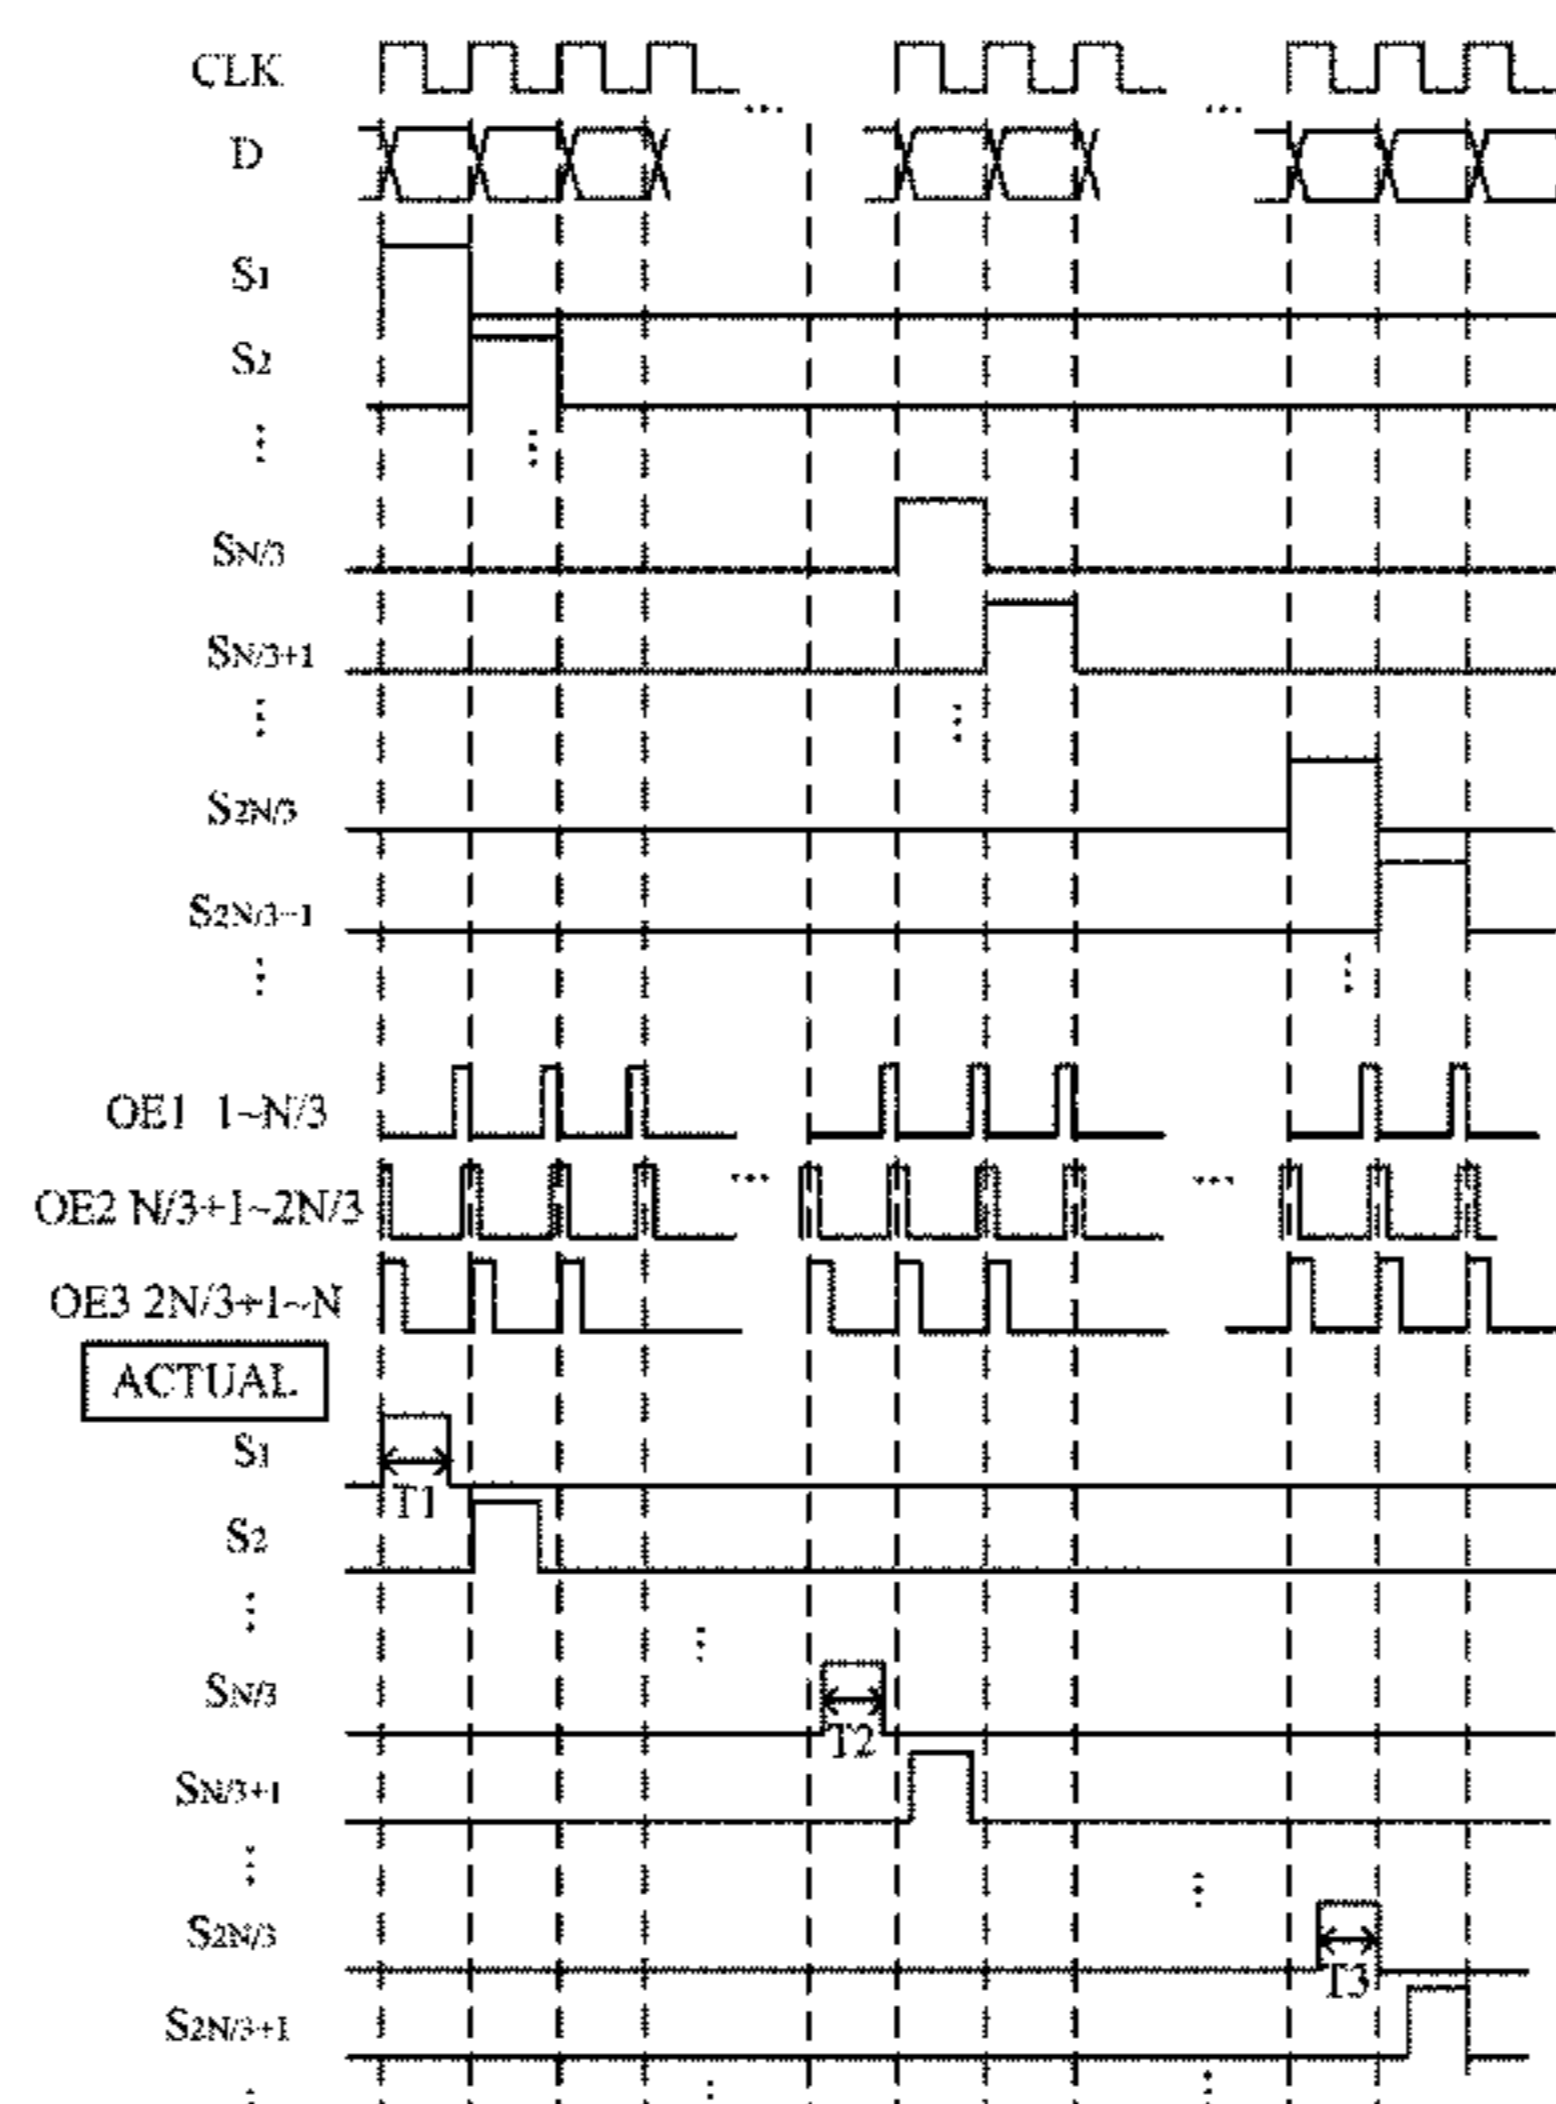 CLK
D
S1
S2
SN/3
SN/3+1
S2N/3
S2N/3-1
OE1 1~N/3
OE2 N/3+1~2N/3
OE3 2N/3+1~N
ACTUAL
S1
T1
S2
SN/3
T2
SN/3+1
S2N/3
T3
S2N/3+1